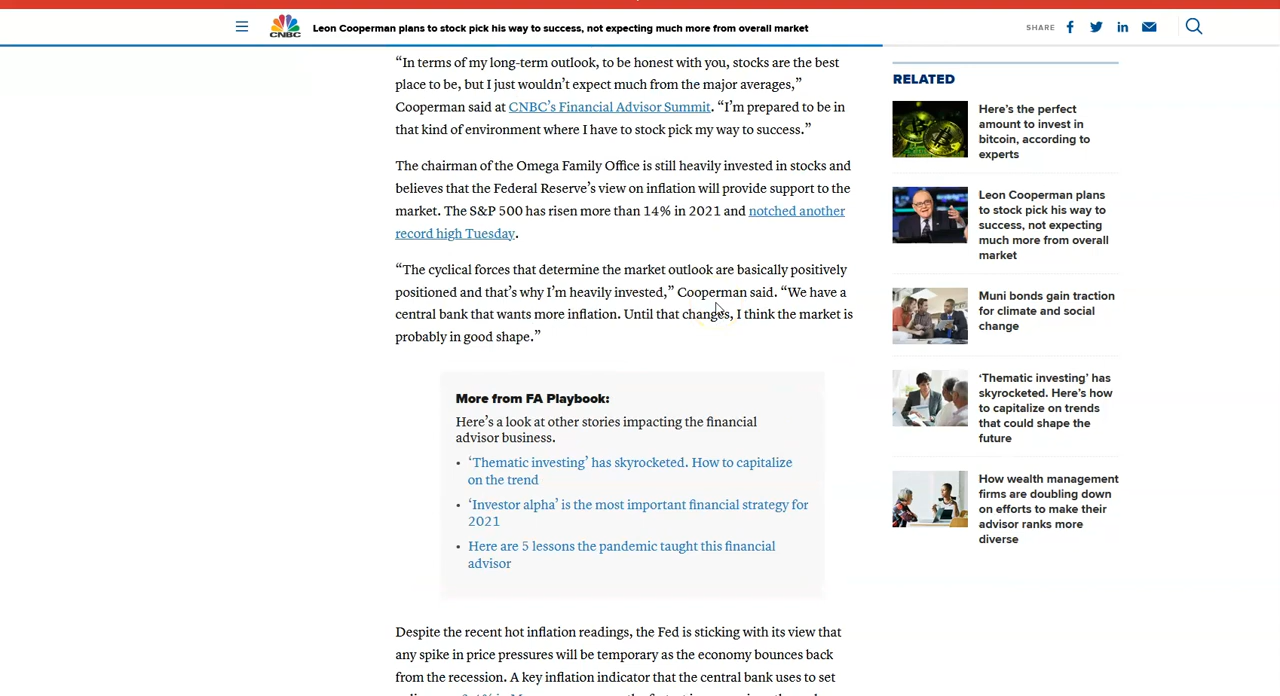 CNBC
Leon Cooperman plans to stock pick his way to success, not expecting much more from overall market
SHARE
“In terms of my long-term outlook, to be honest with you, stocks are the best
place to be, but I just wouldn’t expect much from the major averages,”
Cooperman said at CNBC’s Financial Advisor Summit. “I’m prepared to be in
that kind of environment where I have to stock pick my way to success.”
The chairman of the Omega Family Office is still heavily invested in stocks and
believes that the Federal Reserve’s view on inflation will provide support to the
market. The S&P 500 has risen more than 14% in 2021 and notched another
record high Tuesday.
“The cyclical forces that determine the market outlook are basically positively
positioned and that’s why I’m heavily invested,” Cooperman said. “We have a
central bank that wants more inflation. Until that changes, I think the market is
probably in good shape.”
More from FA Playbook:
Here’s a look at other stories impacting the financial
advisor business.
• ‘Thematic investing’ has skyrocketed. How to capitalize
on the trend
• ‘Investor alpha’ is the most important financial strategy for
2021
• Here are 5 lessons the pandemic taught this financial
advisor
Despite the recent hot inflation readings, the Fed is sticking with its view that
any spike in price pressures will be temporary as the economy bounces back
from the recession. A key inflation indicator that the central bank uses to set
RELATED
Here’s the perfect
amount to invest in
bitcoin, according to
experts
Leon Cooperman plans
to stock pick his way to
success, not expecting
much more from overall
market
Muni bonds gain traction
for climate and social
change
‘Thematic investing’ has
skyrocketed. Here’s how
to capitalize on trends
that could shape the
future
How wealth management
firms are doubling down
on efforts to make their
advisor ranks more
diverse